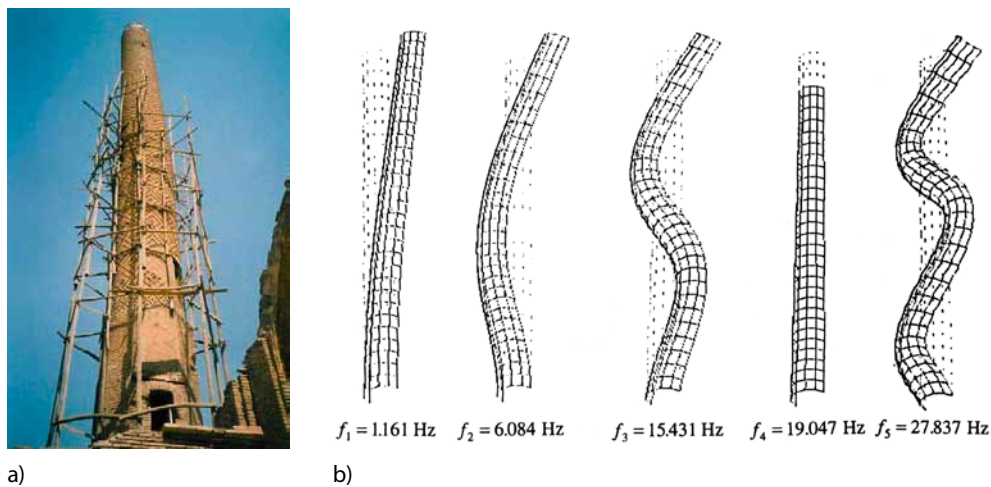 f₁ = 1.161 Hz f₂ = 6.084 Hz f₃ = 15.431 Hz f₄ = 19.047 Hz f₅ = 27.837 Hz
a) b)